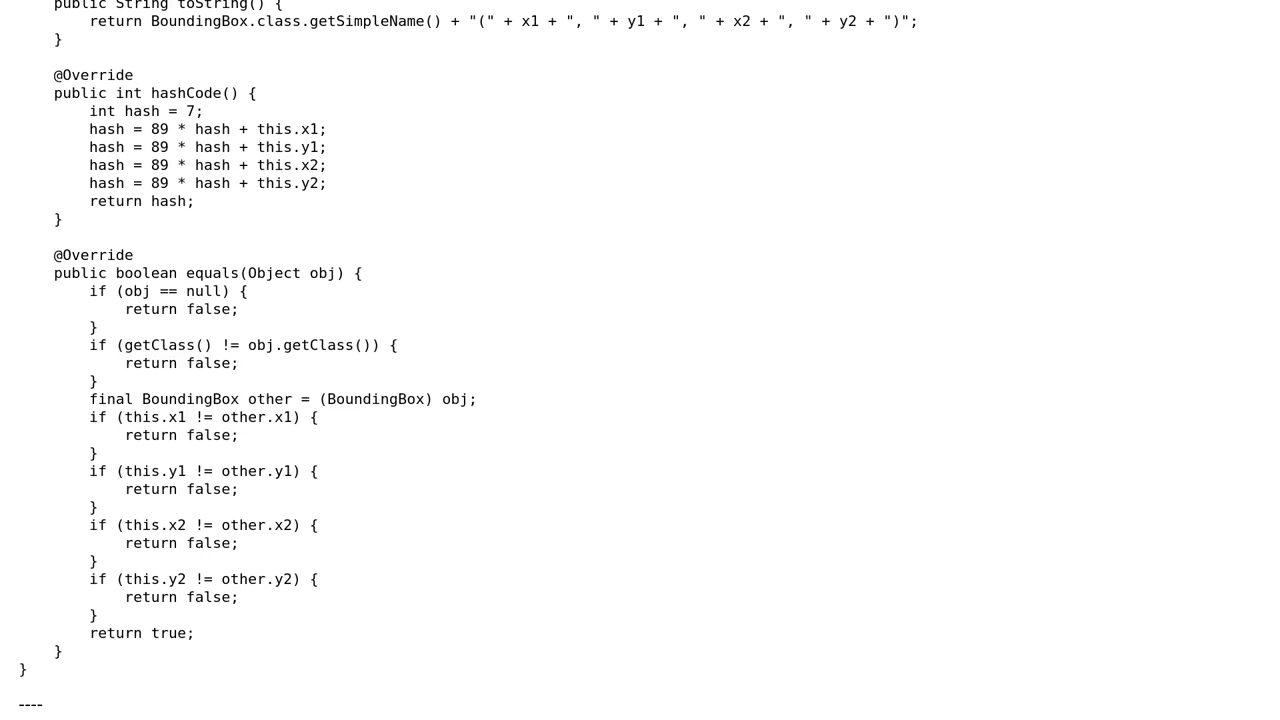 public String toString() {
        return BoundingBox.class.getSimpleName() + "(" + x1 + ", " + y1 + ", " + x2 + ", " + y2 + ")";
    }

    @Override
    public int hashCode() {
        int hash = 7;
        hash = 89 * hash + this.x1;
        hash = 89 * hash + this.y1;
        hash = 89 * hash + this.x2;
        hash = 89 * hash + this.y2;
        return hash;
    }

    @Override
    public boolean equals(Object obj) {
        if (obj == null) {
            return false;
        }
        if (getClass() != obj.getClass()) {
            return false;
        }
        final BoundingBox other = (BoundingBox) obj;
        if (this.x1 != other.x1) {
            return false;
        }
        if (this.y1 != other.y1) {
            return false;
        }
        if (this.x2 != other.x2) {
            return false;
        }
        if (this.y2 != other.y2) {
            return false;
        }
        return true;
    }
}

----